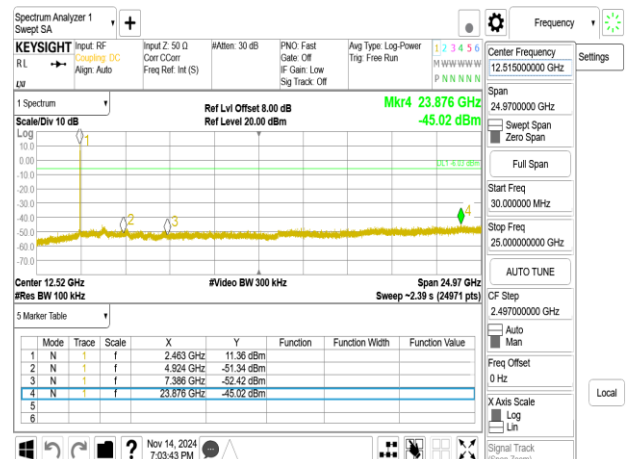 Spectrum Analyzer 1
Swept SA
Frequency
KEYSIGHT
RL
Input: RF
Coupling: DC
Align: Auto
Input Z: 50 Ω
Corr CCorr
Freq Ref: Int (S)
#Atten: 30 dB
PNO: Fast
Gate: Off
IF Gain: Low
Sig Track: Off
Avg Type: Log-Power
Trig: Free Run
1 2 3 4 5 6
M W W W W W
P N N N N N
LXI
1 Spectrum
Scale/Div 10 dB
Ref Lvl Offset 8.00 dB
Ref Level 20.00 dBm
Mkr4 23.876 GHz
-45.02 dBm
Log
10.0
0.00
-10.0
-20.0
-30.0
-40.0
-50.0
-60.0
-70.0
1
2
3
4
Center 12.52 GHz
#Res BW 100 kHz
#Video BW 300 kHz
Span 24.97 GHz
Sweep ~2.39 s (24971 pts)
5 Marker Table
Mode Trace Scale X Y Function Function Width Function Value
1 N 1 f 2.463 GHz 11.36 dBm
2 N 1 f 4.924 GHz -51.34 dBm
3 N 1 f 7.386 GHz -52.42 dBm
4 N 1 f 23.876 GHz -45.02 dBm
5
6
Nov 14, 2024
7:03:43 PM
Center Frequency
12.515000000 GHz
Span
24.9700000 GHz
Swept Span
Zero Span
Full Span
Start Freq
30.000000 MHz
Stop Freq
25.000000000 GHz
AUTO TUNE
CF Step
2.497000000 GHz
Auto
Man
Freq Offset
0 Hz
X Axis Scale
Log
Lin
Signal Track
Settings
Local